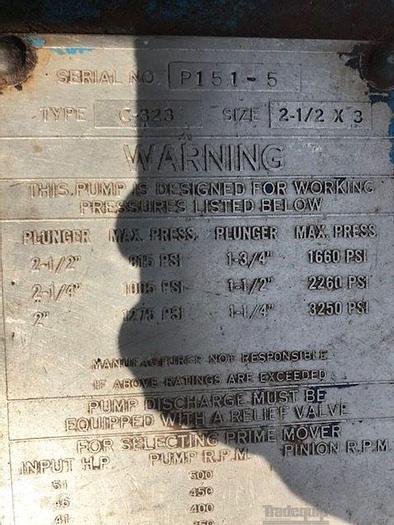 SERIAL NO. P151-5
TYPE C-323 SIZE 2-1/2 X 3
WARNING
THIS PUMP IS DESIGNED FOR WORKING
PRESSURES LISTED BELOW
PLUNGER MAX. PRESS. PLUNGER MAX. PRESS
2-1/2" 815 PSI 1-3/4" 1660 PSI
2-1/4" 1005 PSI 1-1/2" 2260 PSI
2" 1275 PSI 1-1/4" 3250 PSI
MANUFACTURER NOT RESPONSIBLE
IF ABOVE RATINGS ARE EXCEEDED
PUMP DISCHARGE MUST BE
EQUIPPED WITH A RELIEF VALVE
FOR SELECTING PRIME MOVER
INPUT H.P. PUMP R.P.M. PINION R.P.M.
51 500
46 450
41 400